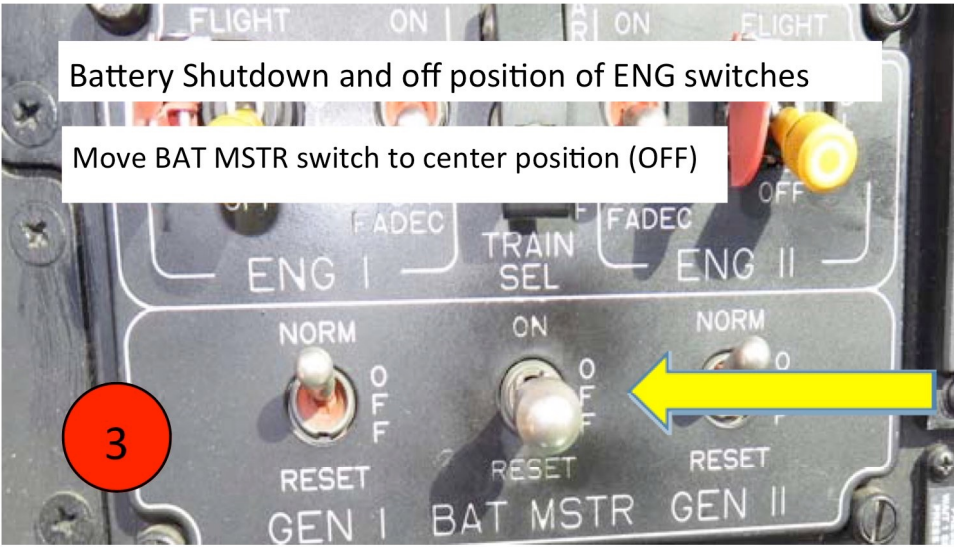 FLIGHT ON ON FLIGHT
Battery Shutdown and off position of ENG switches
Move BAT MSTR switch to center position (OFF)
OFF
FADEC
FADEC
OFF
TRAIN
SEL
ENG I
ENG II
NORM
ON
NORM
OFF
OFF
3
RESET
RESET
RESET
GEN I BAT MSTR GEN II